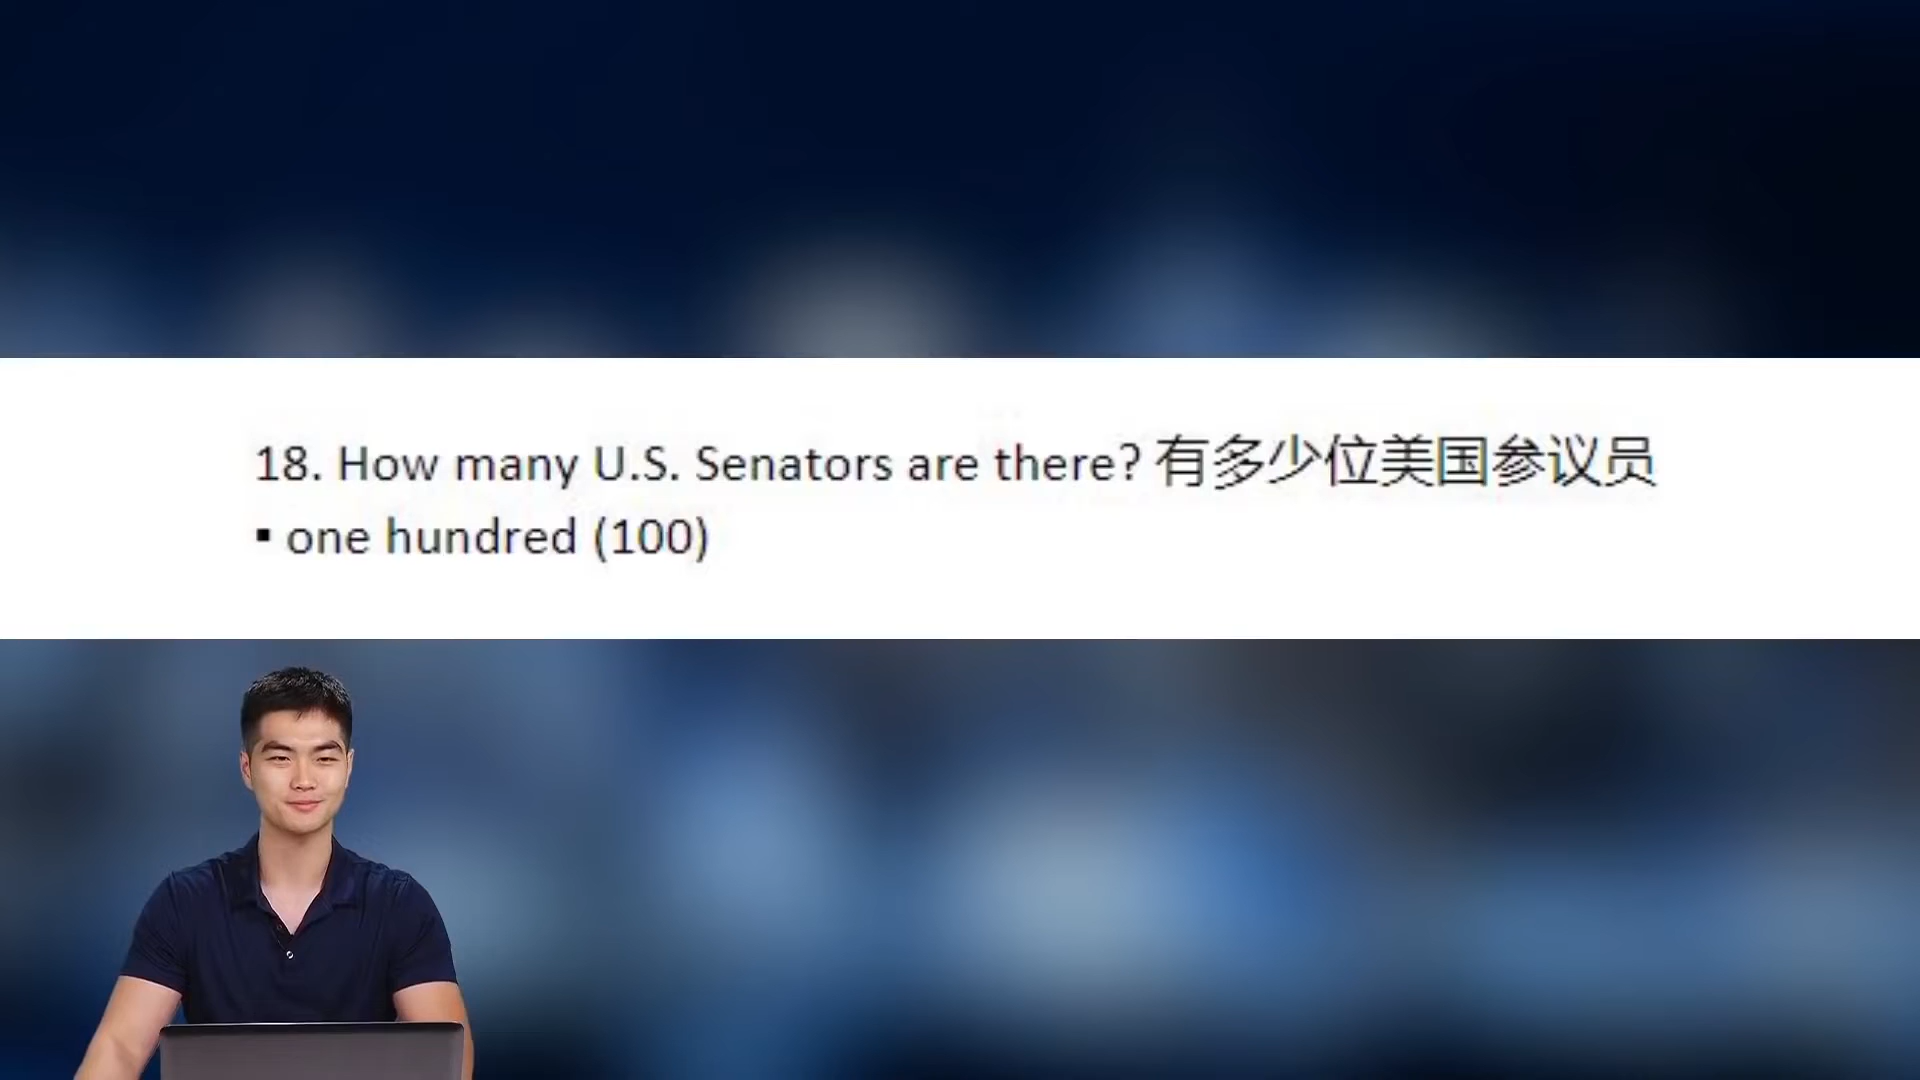 18. How many U.S. Senators are there? 有多少位美国参议员
▪ one hundred (100)